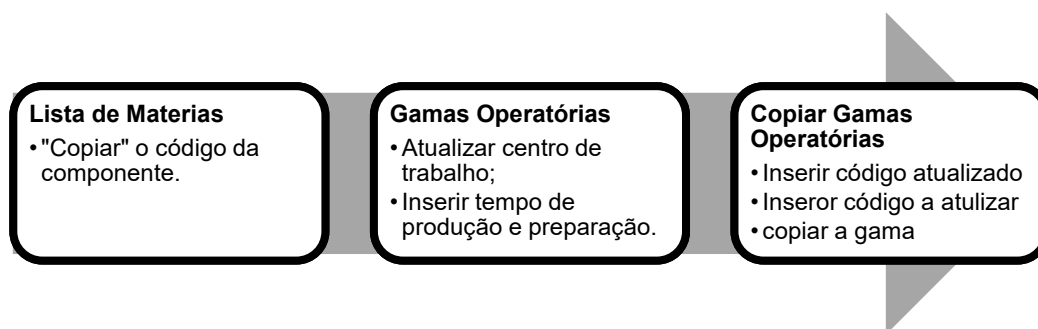 Lista de Materias
• "Copiar" o código da
componente.
Gamas Operatórias
• Atualizar centro de
trabalho;
• Inserir tempo de
produção e preparação.
Copiar Gamas
Operatórias
• Inserir código atualizado
• Inseror código a atulizar
• copiar a gama